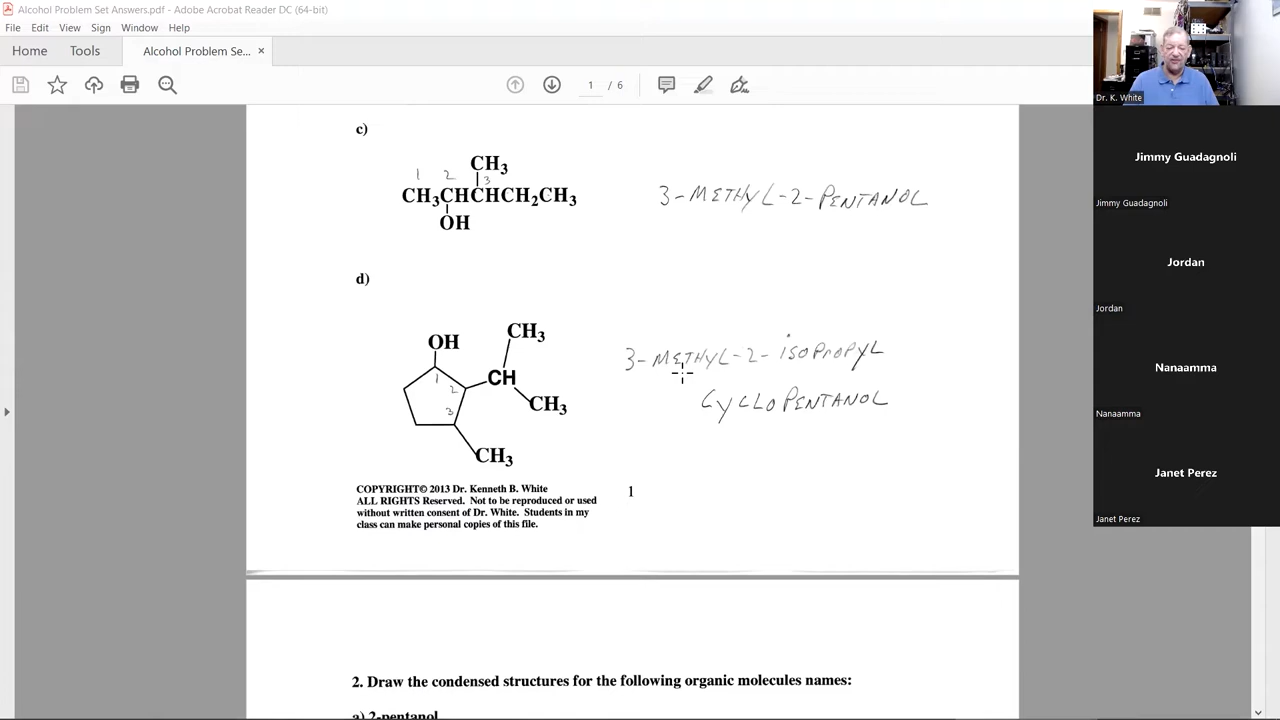 Alcohol Problem Set Answers.pdf - Adobe Acrobat Reader DC (64-bit)
File Edit View Sign Window Help
Home Tools Alcohol Problem Se... ×
1 / 6
c)
CH3
1 2 3
CH3CHCHCH2CH3
OH
3-METHYL-2-PENTANOL
d)
OH
CH3
1
2
CH
3
CH3
CH3
3-METHYL-2-isoPROPYL
CYCLOPENTANOL
COPYRIGHT© 2013 Dr. Kenneth B. White
ALL RIGHTS Reserved. Not to be reproduced or used
without written consent of Dr. White. Students in my
class can make personal copies of this file.
1
2. Draw the condensed structures for the following organic molecules names:
a) 2-pentanol
Dr. K. White
Jimmy Guadagnoli
Jimmy Guadagnoli
Jordan
Jordan
Nanaamma
Nanaamma
Janet Perez
Janet Perez